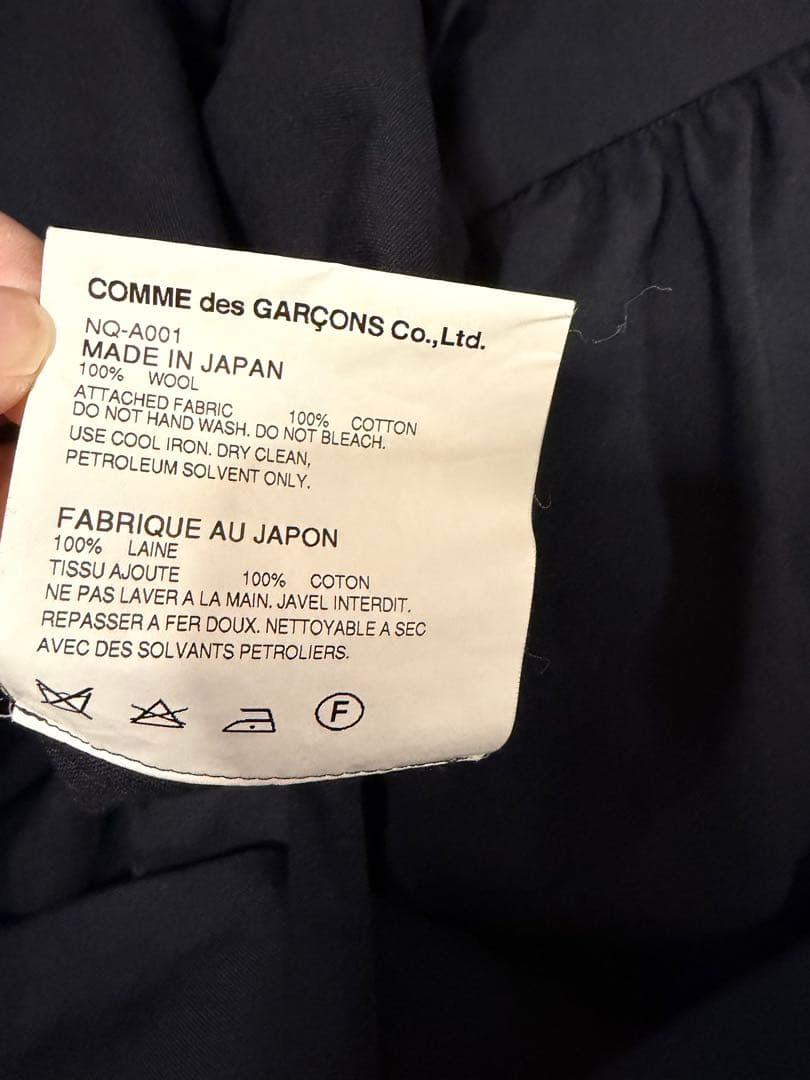 COMME des GARÇONS Co.,Ltd.
NQ-A001
MADE IN JAPAN
100% WOOL
ATTACHED FABRIC 100% COTTON
DO NOT HAND WASH. DO NOT BLEACH.
USE COOL IRON. DRY CLEAN,
PETROLEUM SOLVENT ONLY.
FABRIQUE AU JAPON
100% LAINE
TISSU AJOUTE 100% COTON
NE PAS LAVER A LA MAIN. JAVEL INTERDIT.
REPASSER A FER DOUX. NETTOYABLE A SEC
AVEC DES SOLVANTS PETROLIERS.
F